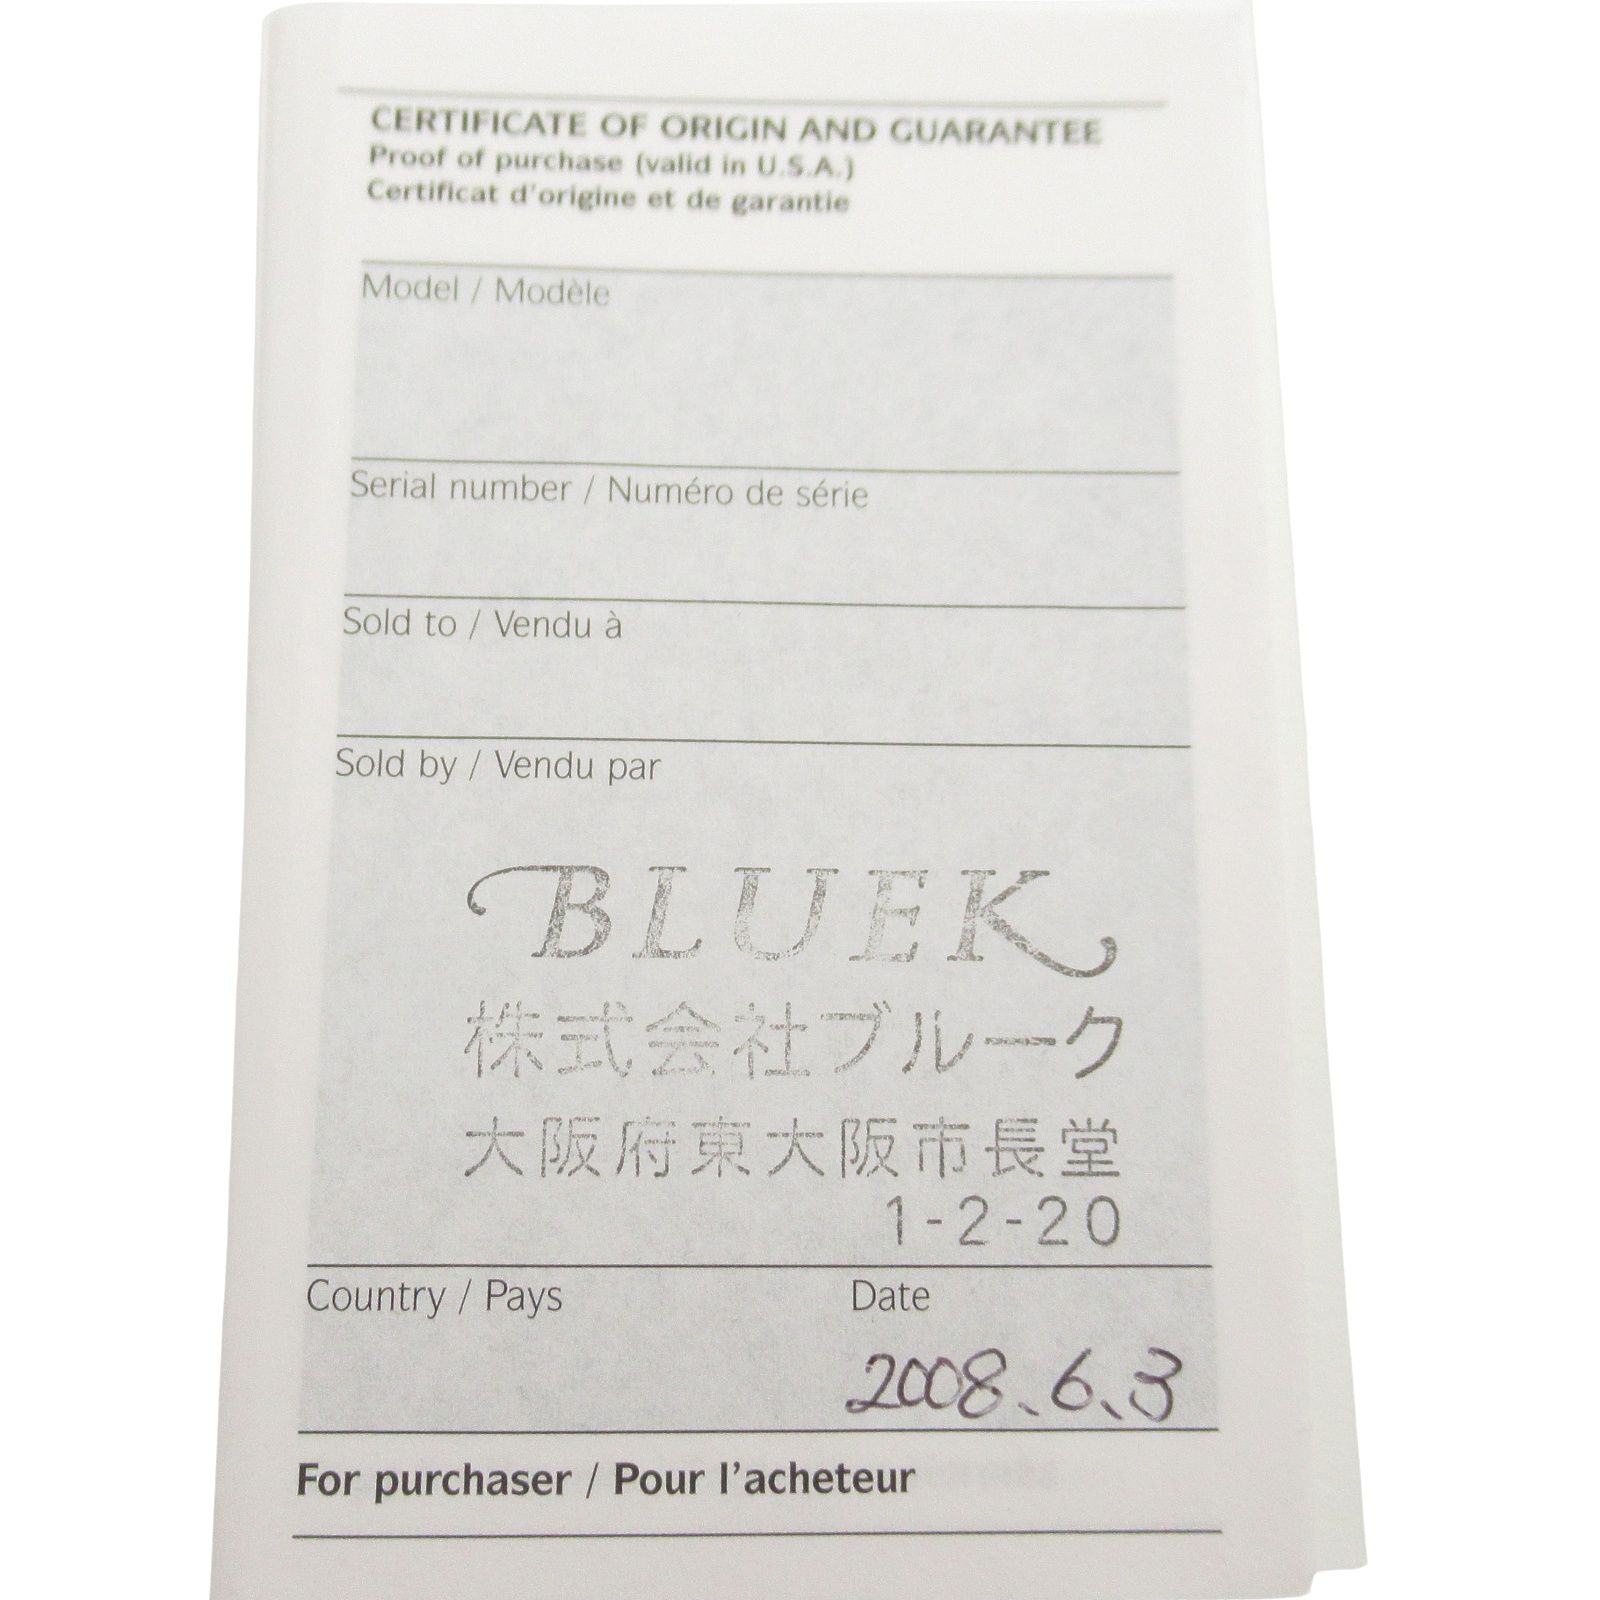 CERTIFICATE OF ORIGIN AND GUARANTEE
Proof of purchase (valid in U.S.A.)
Certificat d'origine et de garantie
Model / Modèle
Serial number / Numéro de série
Sold to / Vendu à
Sold by / Vendu par
BLUEK
株式会社ブルーク
大阪府東大阪市長堂
1-2-20
Country / Pays Date
2008.6.3
For purchaser / Pour l'acheteur